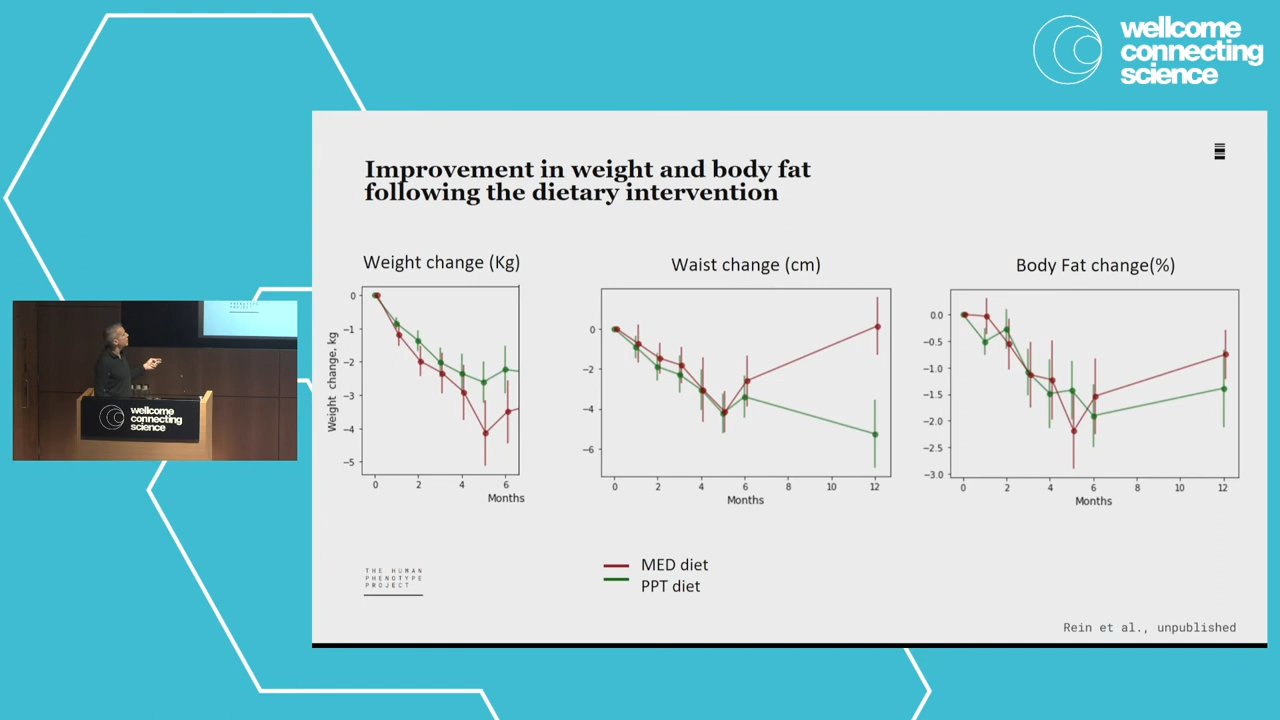 wellcome
connecting
science
Improvement in weight and body fat
following the dietary intervention
Weight change (Kg)
Waist change (cm)
Body Fat change(%)
Weight change, kg
0
−1
−2
−3
−4
−5
0
2
4
6
Months
0
−2
−4
−6
0
2
4
6
8
10
12
Months
0.0
−0.5
−1.0
−1.5
−2.0
−2.5
−3.0
0
2
4
6
8
10
12
Months
MED diet
PPT diet
THE HUMAN
PHENOTYPE
PROJECT
Rein et al., unpublished
wellcome
connecting
science